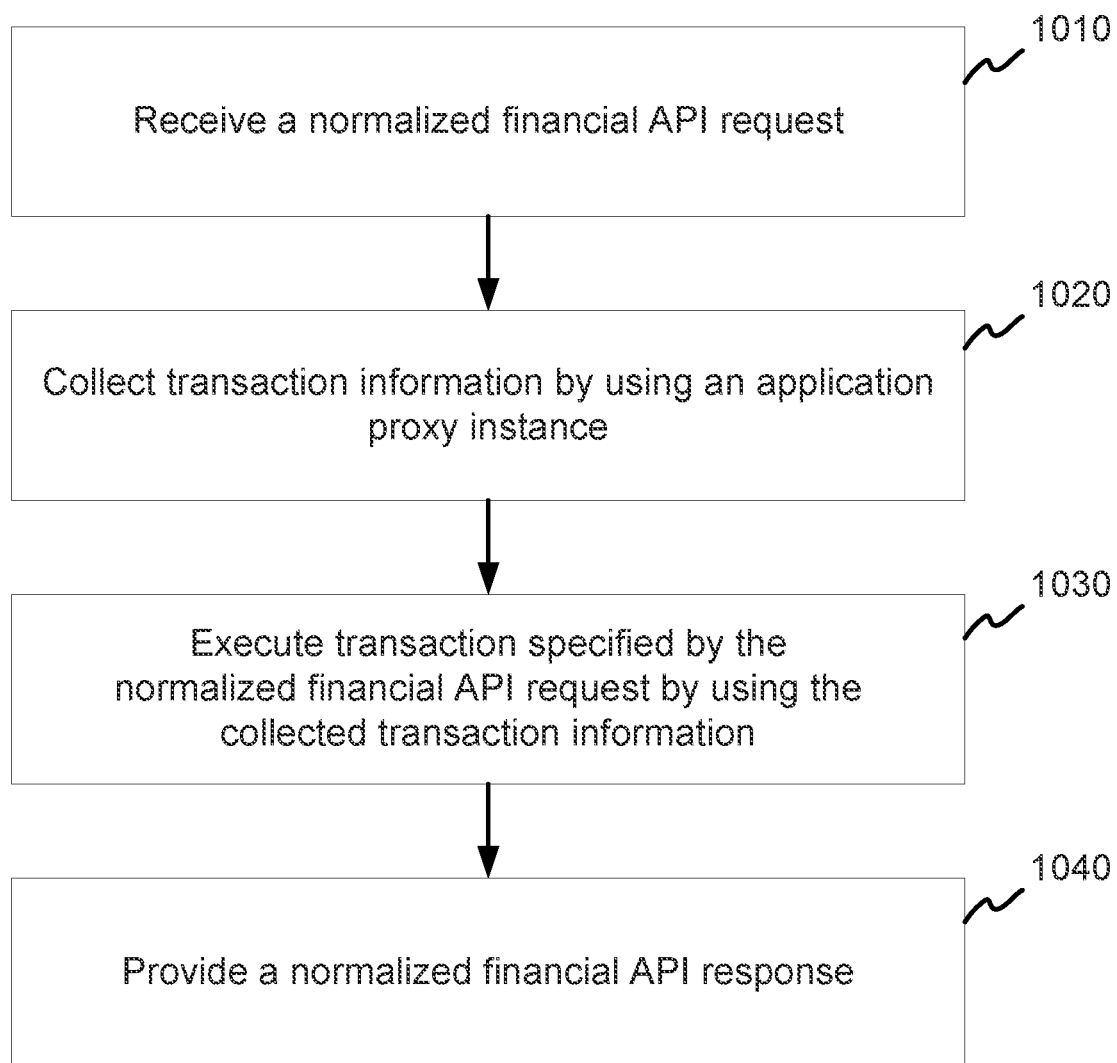 1010
Receive a normalized financial API request
1020
Collect transaction information by using an application
proxy instance
1030
Execute transaction specified by the
normalized financial API request by using the
collected transaction information
1040
Provide a normalized financial API response